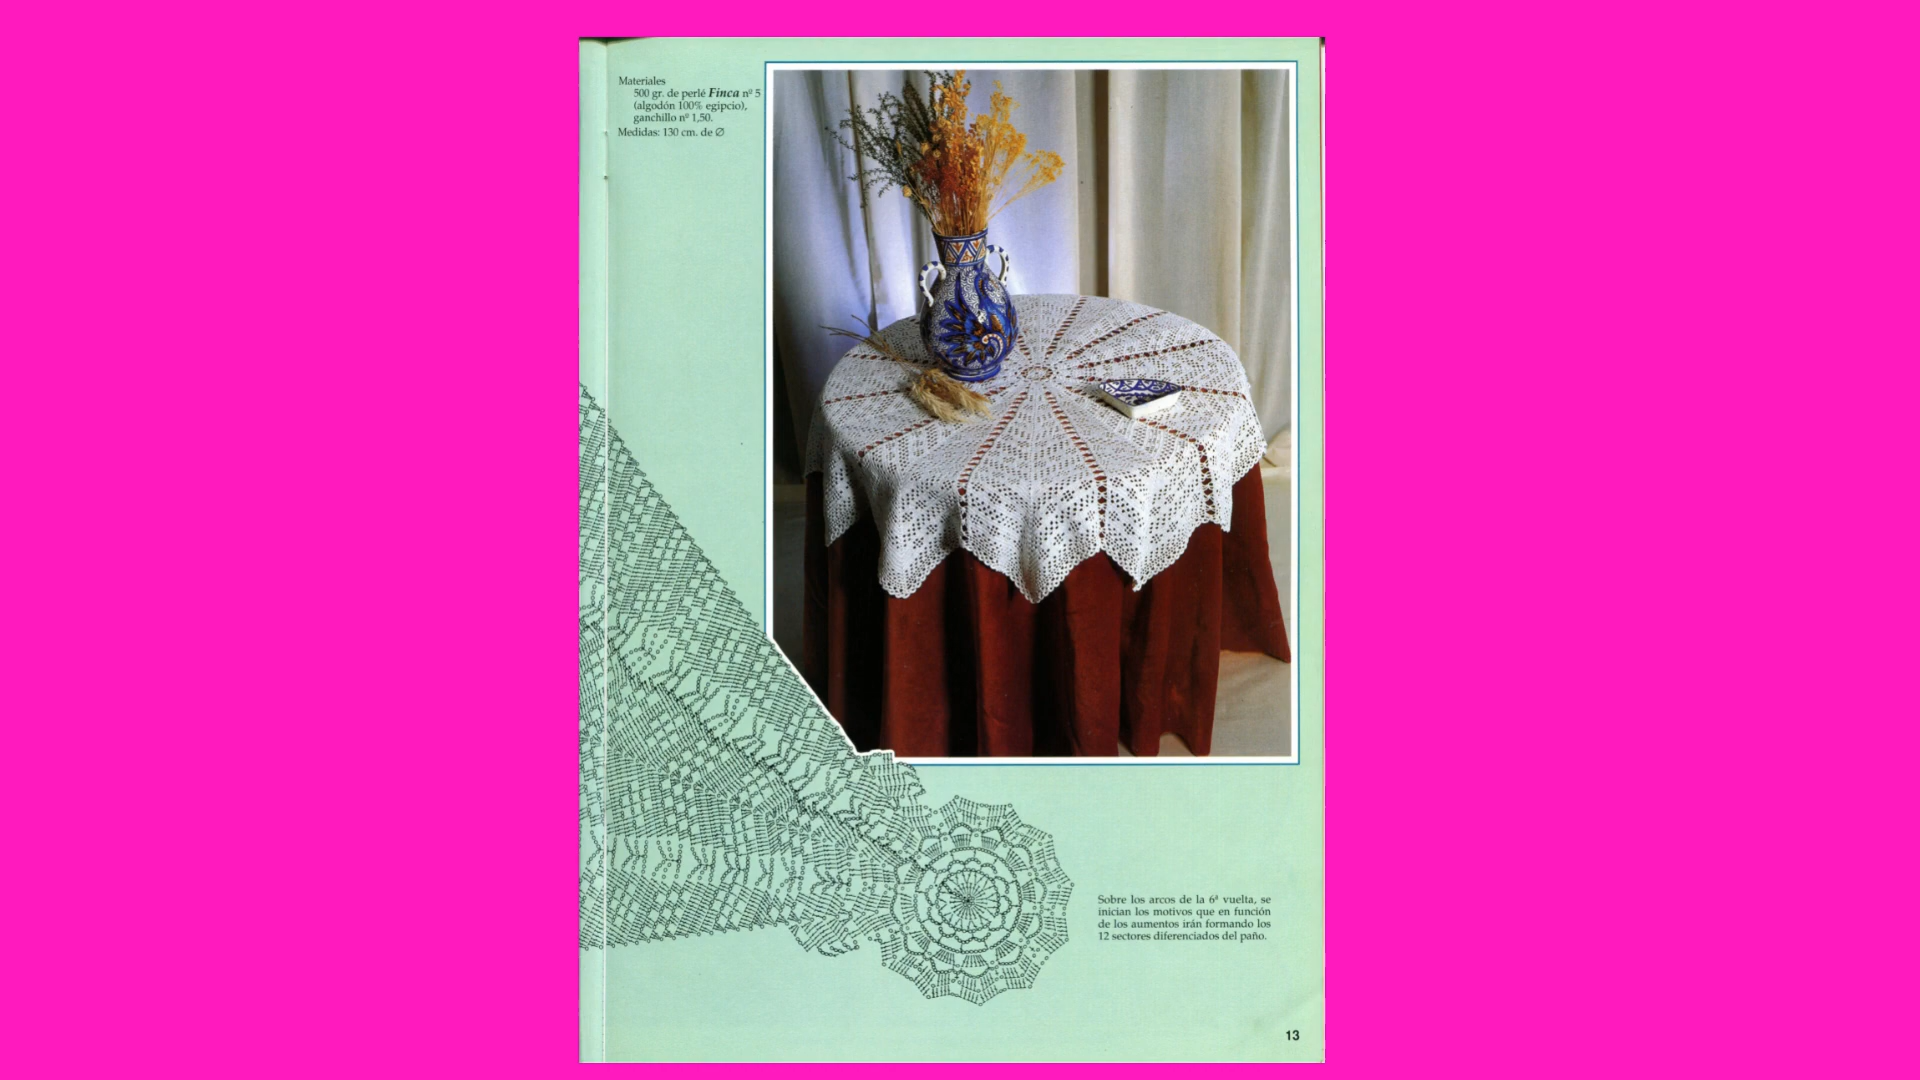 Materiales
500 gr. de perlé Finca nº 5
(algodón 100% egipcio),
ganchillo nº 1,50.
Medidas: 130 cm. de ∅
Sobre los arcos de la 6ª vuelta, se
inician los motivos que en función
de los aumentos irán formando los
12 sectores diferenciados del paño.
13